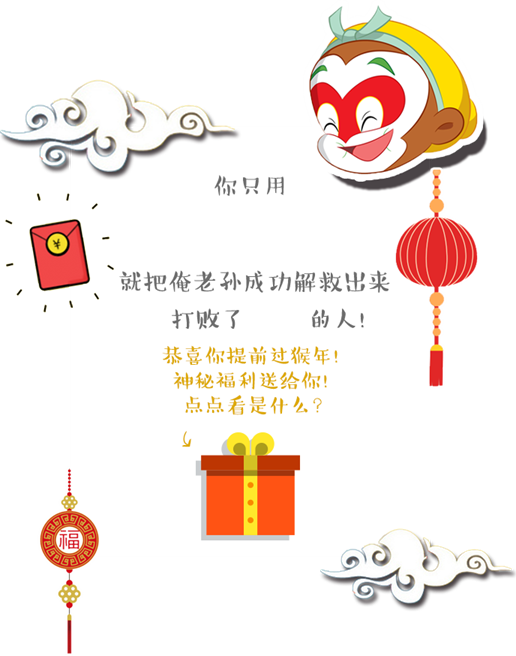 你只用
¥
就把俺老孙成功解救出来
打败了 的人!
恭喜你提前过猴年!
神秘福利送给你!
点点看是什么?
福